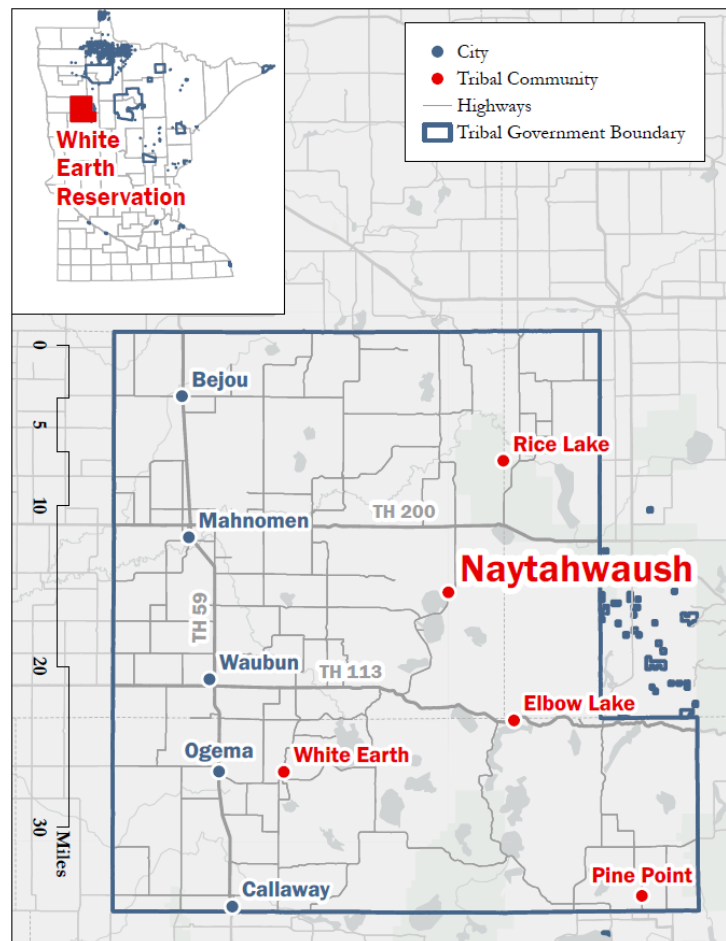 City
Tribal Community
Highways
Tribal Government Boundary
White
Earth
Reservation
0
5
10
20
30
Miles
Bejou
Rice Lake
Mahnomen
TH 200
Naytahwaush
TH 59
Waubun
TH 113
Elbow Lake
Ogema
White Earth
Pine Point
Callaway